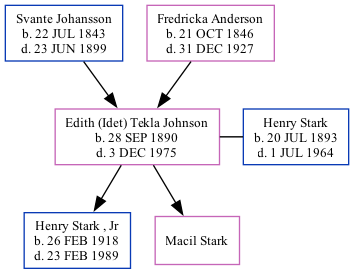 Svante Johansson
b. 22 JUL 1843
d. 23 JUN 1899
Fredricka Anderson
b. 21 OCT 1846
d. 31 DEC 1927
Edith (Idet) Tekla Johnson
b. 28 SEP 1890
d. 3 DEC 1975
Henry Stark
b. 20 JUL 1893
d. 1 JUL 1964
Henry Stark , Jr
b. 26 FEB 1918
d. 23 FEB 1989
Macil Stark